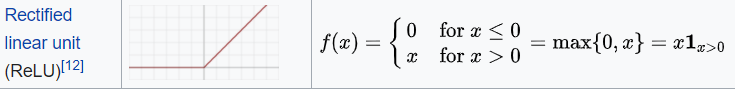 Rectified
linear unit
(ReLU)[12]
f(x) = { 0 for x ≤ 0
x for x > 0
= max{0, x} = x𝟏ₓ>₀